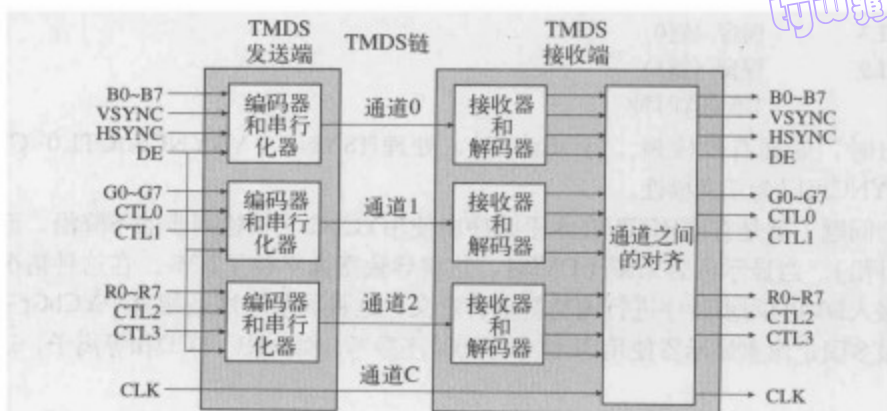 TMDS
发送端
TMDS链
TMDS
接收端
B0~B7
VSYNC
HSYNC
DE
编码器
和串行
化器
通道0
接收器
和
解码器
B0~B7
VSYNC
HSYNC
DE
G0~G7
CTL0
CTL1
编码器
和串行
化器
通道1
接收器
和
解码器
通道之间
的对齐
G0~G7
CTL0
CTL1
R0~R7
CTL2
CTL3
编码器
和串行
化器
通道2
接收器
和
解码器
R0~R7
CTL2
CTL3
CLK
通道C
CLK